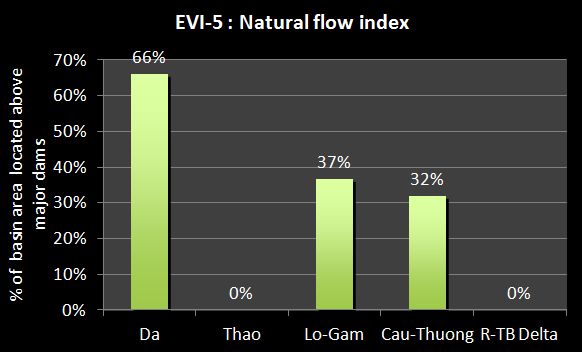 EVI-5 : Natural flow index
% of basin area located above
major dams
70%
60%
50%
40%
30%
20%
10%
0%
66%
0%
37%
32%
0%
Da
Thao
Lo-Gam
Cau-Thuong
R-TB Delta